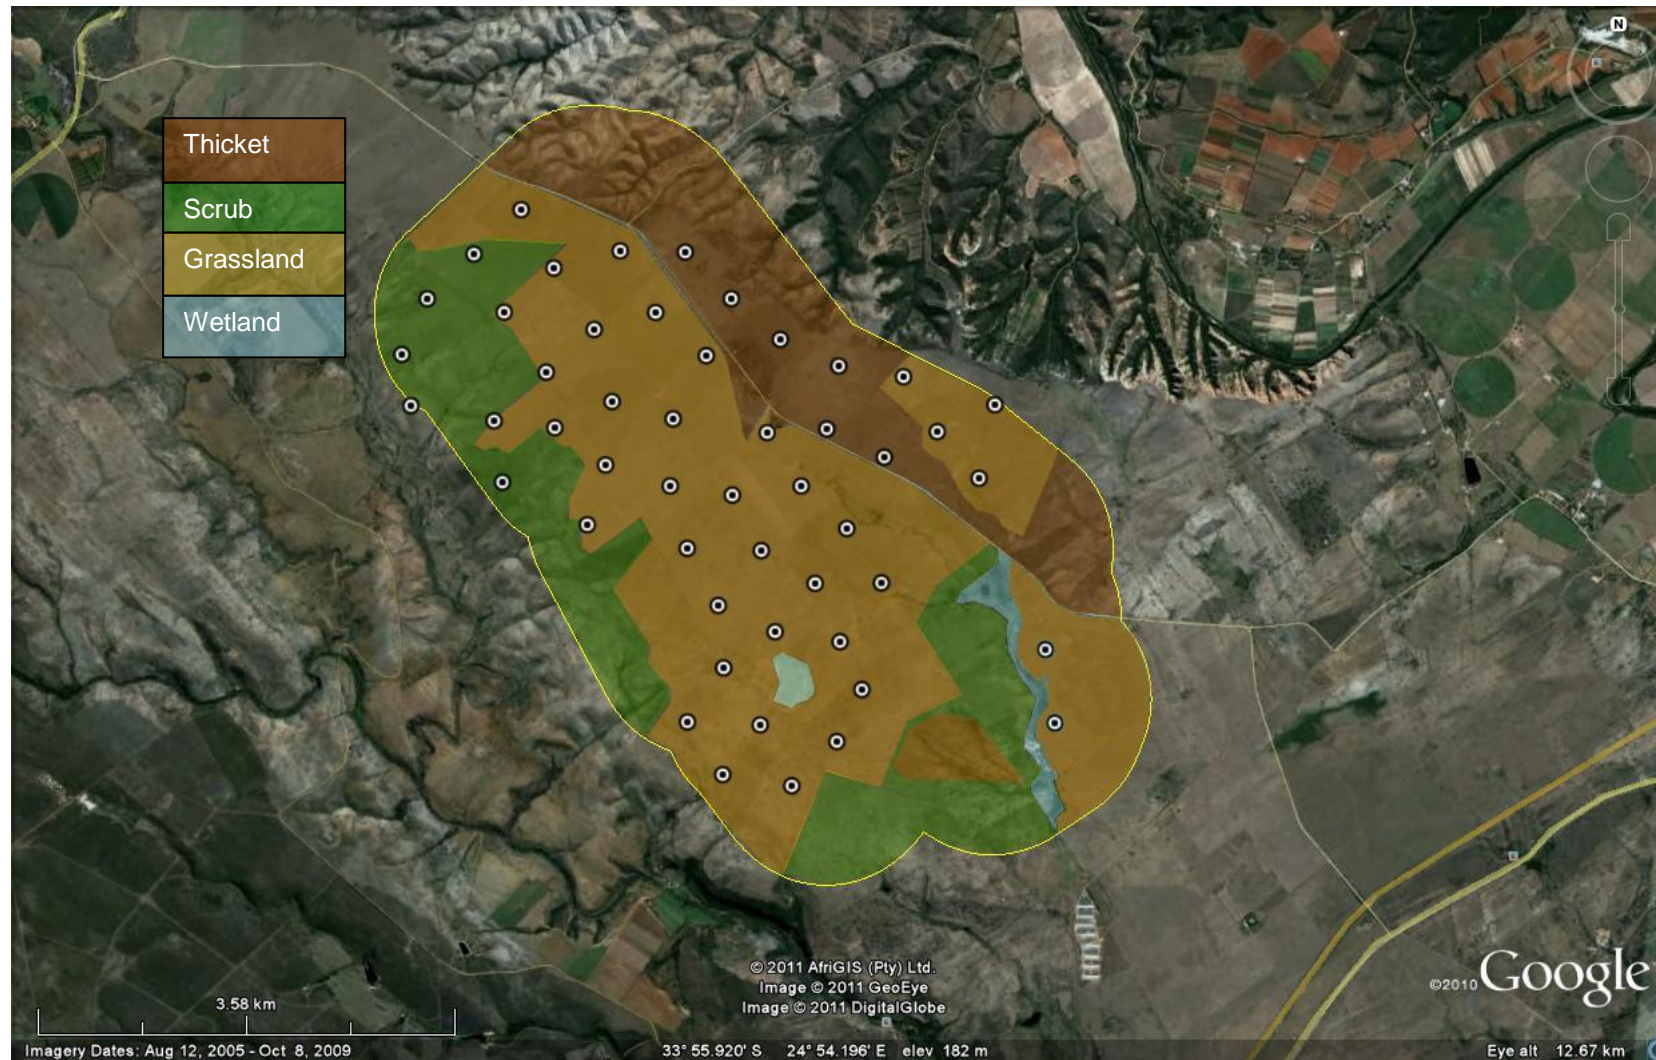 N
Thicket
Scrub
Grassland
Wetland
© 2011 AfriGIS (Pty) Ltd.
Image © 2011 GeoEye
Image © 2011 DigitalGlobe
©2010 Google
3.58 km
Imagery Dates: Aug 12, 2005 - Oct 8, 2009
33° 55.920' S 24° 54.196' E elev 182 m
Eye alt 12.67 km